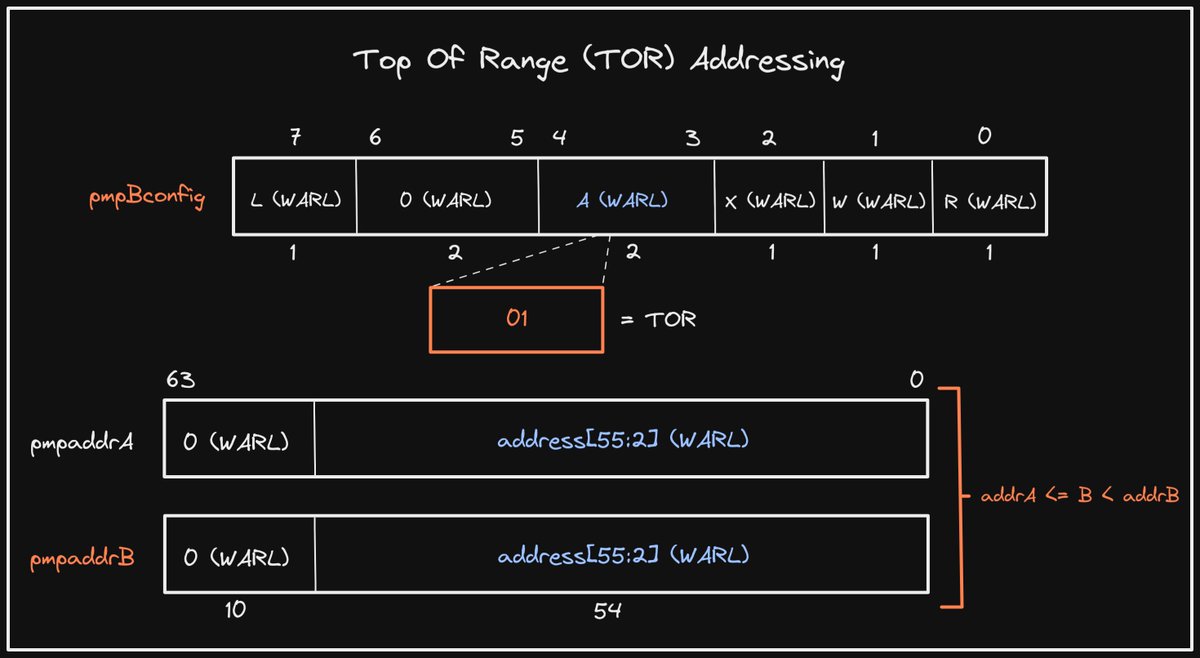 Top Of Range (TOR) Addressing
7 6 5 4 3 2 1 0
pmpBconfig L (WARL) 0 (WARL) A (WARL) X (WARL) W (WARL) R (WARL)
1 2 2 1 1 1
01 = TOR
63 0
pmpaddrA 0 (WARL) address[55:2] (WARL)
addrA <= B < addrB
pmpaddrB 0 (WARL) address[55:2] (WARL)
10 54